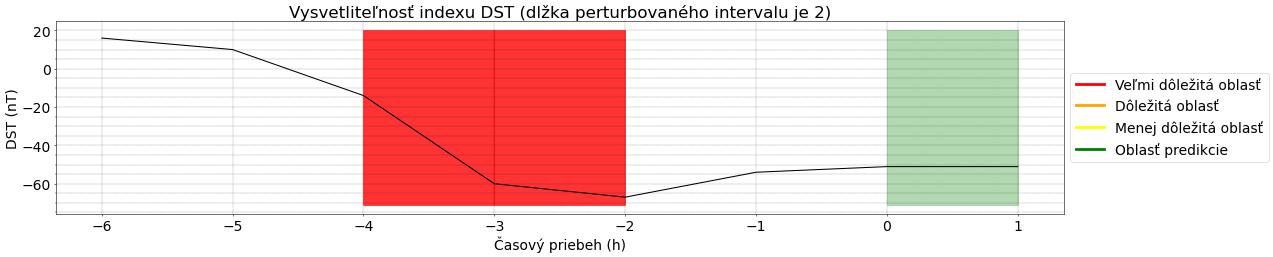 Vysvetliteľnosť indexu DST (dĺžka perturbovaného intervalu je 2)
20
0
−20
−40
−60
DST (nT)
−6 −5 −4 −3 −2 −1 0 1
Časový priebeh (h)
Veľmi dôležitá oblasť
Dôležitá oblasť
Menej dôležitá oblasť
Oblasť predikcie